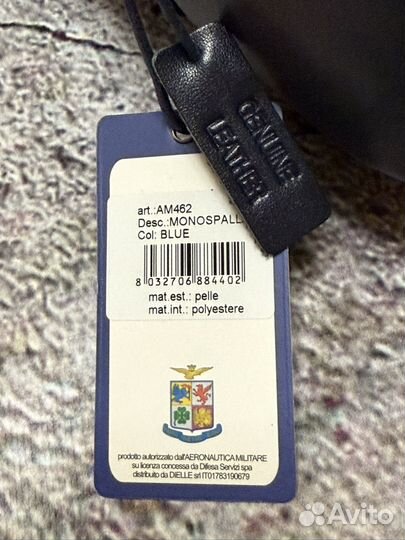 GENUINE
LEATHER
art.:AM462
Desc.:MONOSPALL
Col: BLUE
8 032706 884402
mat.est.: pelle
mat.int.: polyestere
prodotto autorizzato dall'AERONAUTICA MILITARE
su licenza concessa da Difesa Servizi spa
distribuito da DiELLE srl IT01783190679
Avito